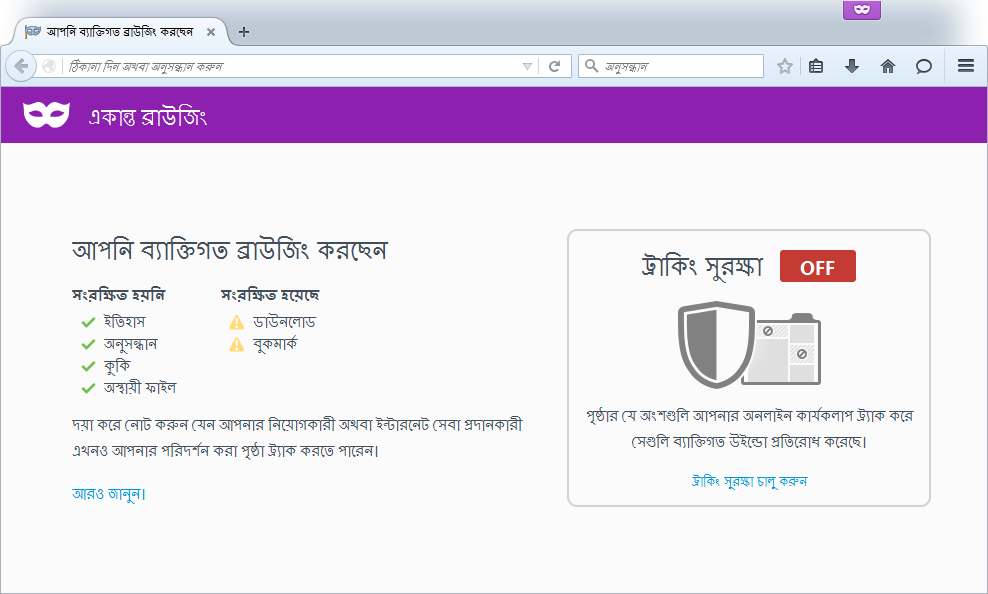 আপনি ব্যাক্তিগত ব্রাউজিং করছেন
ঠিকানা দিন অথবা অনুসন্ধান করুন
অনুসন্ধান
একান্ত ব্রাউজিং
আপনি ব্যাক্তিগত ব্রাউজিং করছেন
সংরক্ষিত হয়নি
সংরক্ষিত হয়েছে
ইতিহাস
ডাউনলোড
অনুসন্ধান
বুকমার্ক
কুকি
অস্থায়ী ফাইল
দয়া করে নোট করুন যেন আপনার নিয়োগকারী অথবা ইন্টারনেট সেবা প্রদানকারী
এখনও আপনার পরিদর্শন করা পৃষ্ঠা ট্র্যাক করতে পারেন।
আরও জানুন।
ট্রাকিং সুরক্ষা OFF
পৃষ্ঠার যে অংশগুলি আপনার অনলাইন কার্যকলাপ ট্র্যাক করে
সেগুলি ব্যাক্তিগত উইন্ডো প্রতিরোধ করেছে।
ট্রাকিং সুরক্ষা চালু করুন